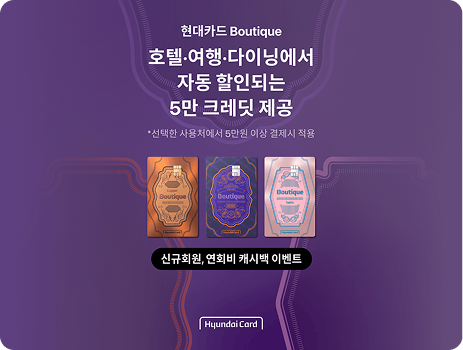 현대카드 Boutique
호텔·여행·다이닝에서
자동 할인되는
5만 크레딧 제공
*선택한 사용처에서 5만원 이상 결제시 적용
Boutique
Boutique
Boutique
신규회원, 연회비 캐시백 이벤트
Hyundai Card